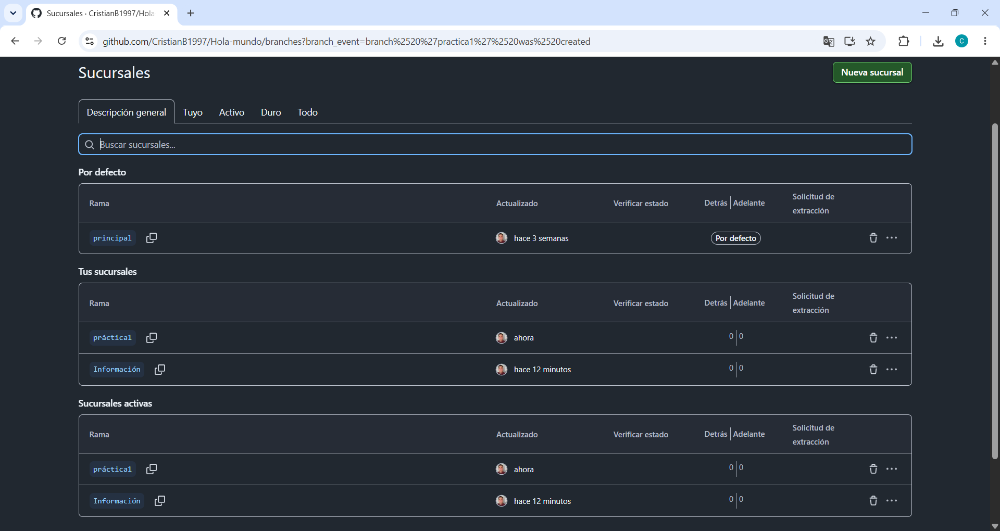 Sucursales · CristianB1997/Hola
github.com/CristianB1997/Hola-mundo/branches?branch_event=branch%2520%27practica1%27%2520was%2520created
C
Sucursales
Nueva sucursal
Descripción general Tuyo Activo Duro Todo
Buscar sucursales...
Por defecto
Rama Actualizado Verificar estado Detrás Adelante Solicitud de
extracción
principal hace 3 semanas Por defecto
Tus sucursales
Rama Actualizado Verificar estado Detrás Adelante Solicitud de
extracción
práctica1 ahora 0 0
Información hace 12 minutos 0 0
Sucursales activas
Rama Actualizado Verificar estado Detrás Adelante Solicitud de
extracción
práctica1 ahora 0 0
Información hace 12 minutos 0 0